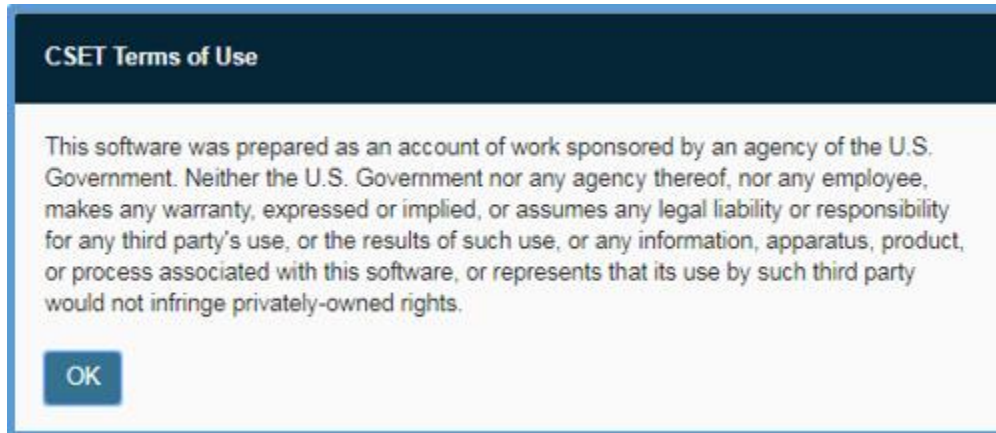 CSET Terms of Use
This software was prepared as an account of work sponsored by an agency of the U.S.
Government. Neither the U.S. Government nor any agency thereof, nor any employee,
makes any warranty, expressed or implied, or assumes any legal liability or responsibility
for any third party's use, or the results of such use, or any information, apparatus, product,
or process associated with this software, or represents that its use by such third party
would not infringe privately-owned rights.
OK